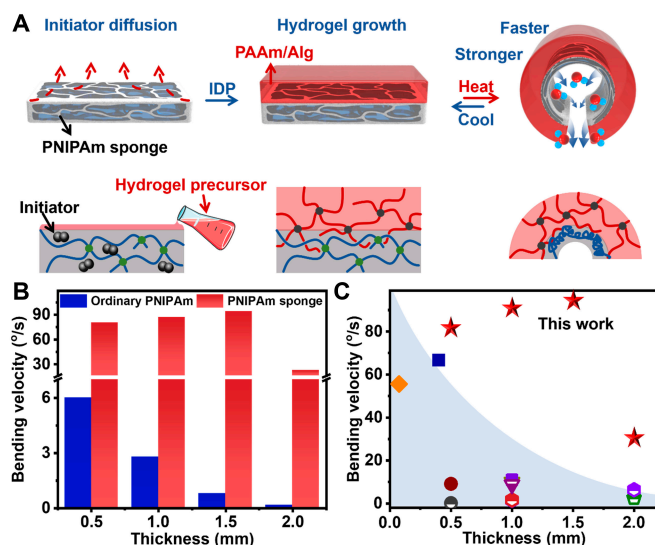 A
Initiator diffusion
Hydrogel growth
Faster
Stronger
PAAm/Alg
IDP
Heat
Cool
PNIPAm sponge
Hydrogel precursor
Initiator
B
Ordinary PNIPAm
PNIPAm sponge
Bending velocity (°/s)
90
60
30
6
3
0
0.5
1.0
1.5
2.0
Thickness (mm)
C
This work
Bending velocity (°/s)
80
60
40
20
10
0
0.0
0.5
1.0
1.5
2.0
Thickness (mm)